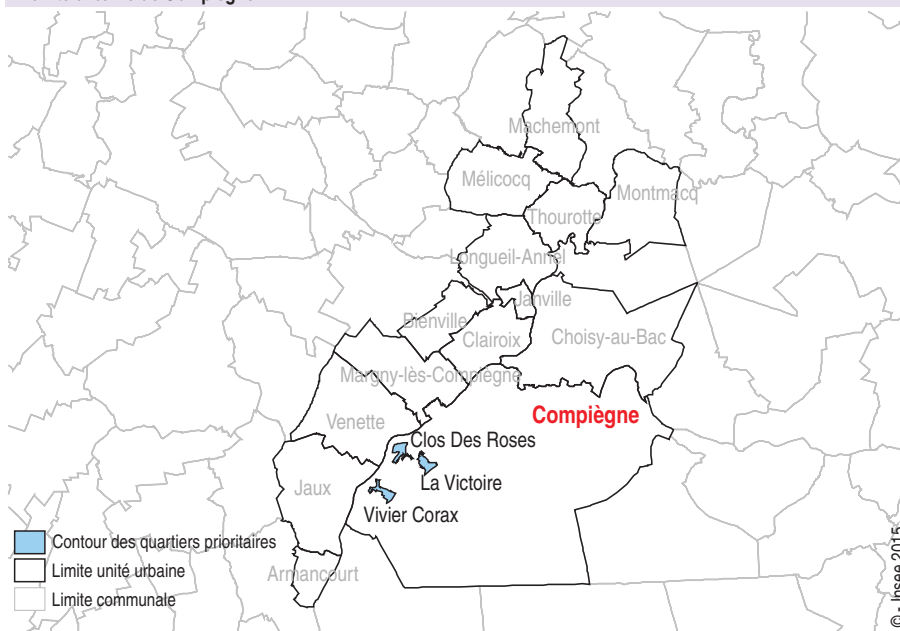 Machemont
Mélicocq
Montmacq
Thourotte
Longueil-Annel
Janville
Bienville
Clairoix
Choisy-au-Bac
Margny-lès-Compiègne
Compiègne
Venette
Clos Des Roses
La Victoire
Jaux
Vivier Corax
Armancourt
Contour des quartiers prioritaires
Limite unité urbaine
Limite communale
© - Insee 2015